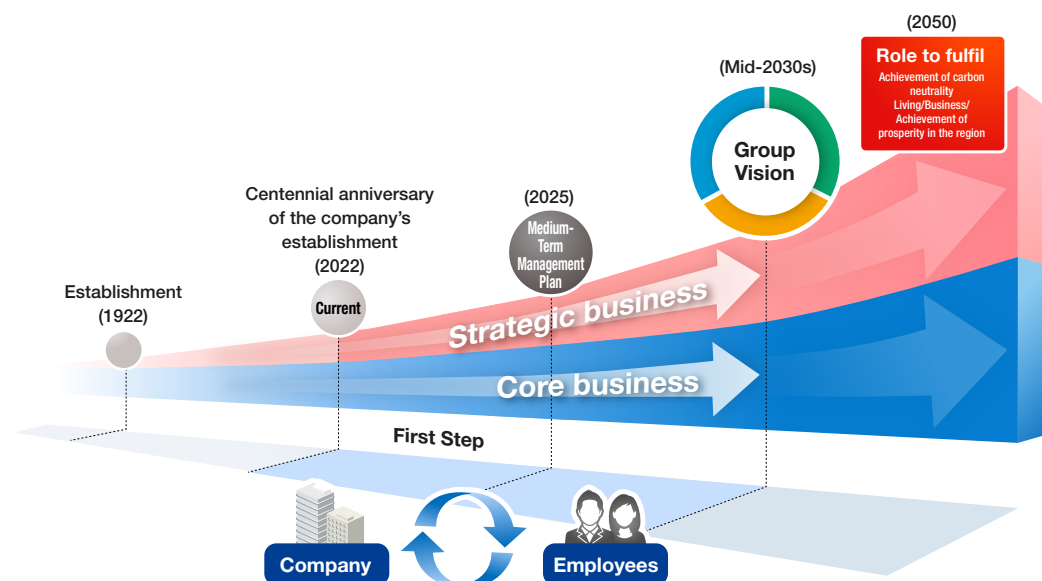 Establishment
(1922)
Centennial anniversary
of the company's
establishment
(2022)
Current
(2025)
Medium-
Term
Management
Plan
(Mid-2030s)
Group
Vision
(2050)
Role to fulfil
Achievement of carbon
neutrality
Living/Business/
Achievement of
prosperity in the region
Strategic business
Core business
First Step
Company
Employees